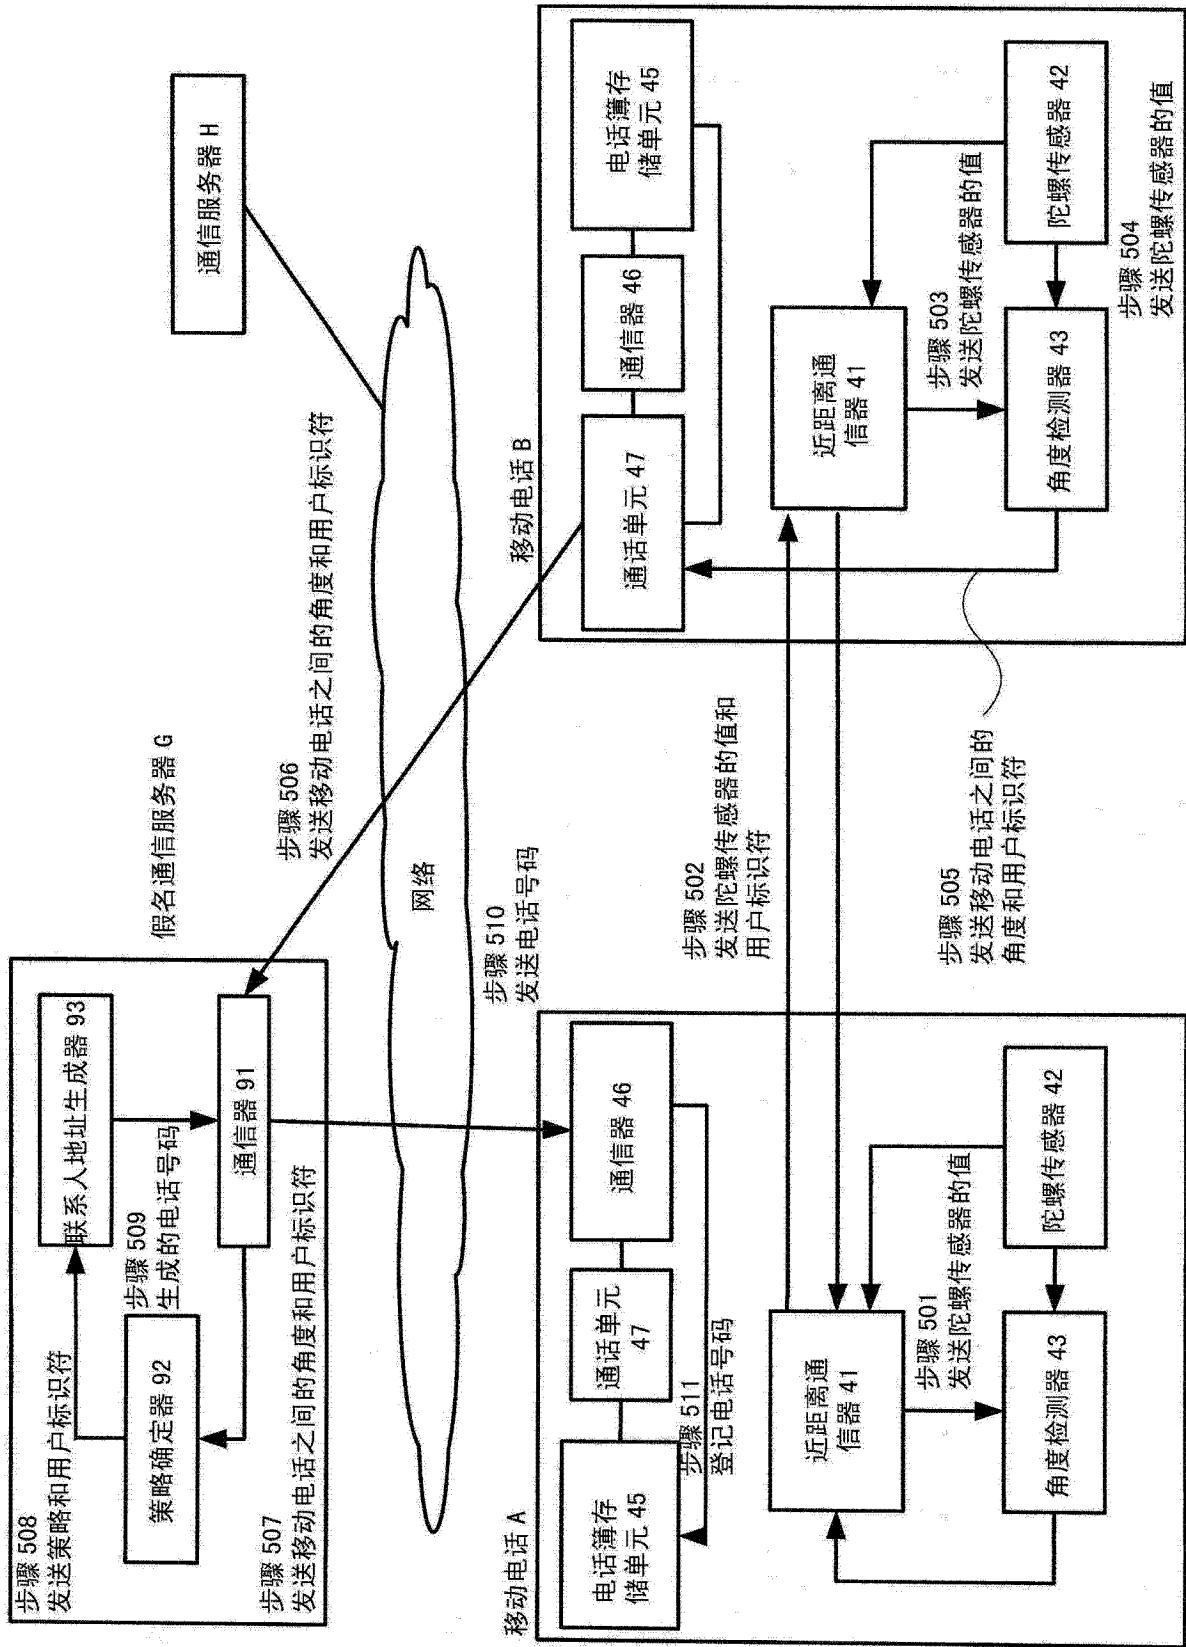 步骤 508
发送策略和用户标识符
策略确定器 92
联系人地址生成器 93
步骤 509
生成的电话号码
通信器 91
步骤 507
发送移动电话之间的角度和用户标识符
假名通信服务器 G
通信服务器 H
步骤 506
发送移动电话之间的角度和用户标识符
网络
步骤 510
发送电话号码
移动电话 A
电话簿存
储单元 45
通话单元
47
通信器 46
步骤 511
登记电话号码
近距离通
信器 41
步骤 501
发送陀螺传感器的值
角度检测器 43
陀螺传感器 42
步骤 502
发送陀螺传感器的值和
用户标识符
步骤 505
发送移动电话之间的
角度和用户标识符
移动电话 B
通话单元 47
通信器 46
电话簿存
储单元 45
近距离通
信器 41
步骤 503
发送陀螺传感器的值
角度检测器 43
陀螺传感器 42
步骤 504
发送陀螺传感器的值